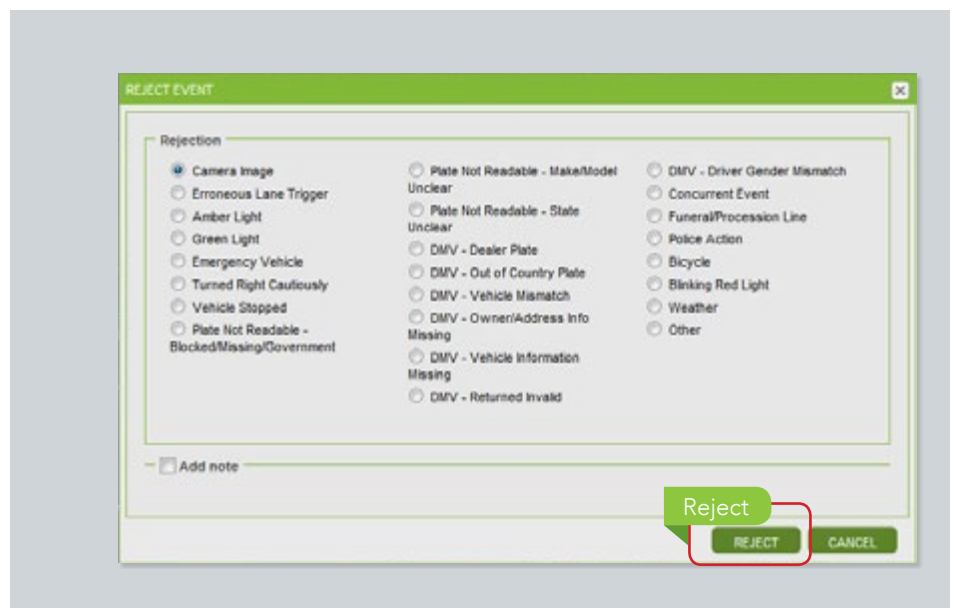 REJECT EVENT
Rejection
Camera Image
Erroneous Lane Trigger
Amber Light
Green Light
Emergency Vehicle
Turned Right Cautiously
Vehicle Stopped
Plate Not Readable -
Blocked/Missing/Government
Plate Not Readable - Make/Model
Unclear
Plate Not Readable - State
Unclear
DMV - Dealer Plate
DMV - Out of Country Plate
DMV - Vehicle Mismatch
DMV - Owner/Address Info
Missing
DMV - Vehicle Information
Missing
DMV - Returned Invalid
DMV - Driver Gender Mismatch
Concurrent Event
Funeral/Procession Line
Police Action
Bicycle
Blinking Red Light
Weather
Other
Add note
Reject
REJECT
CANCEL